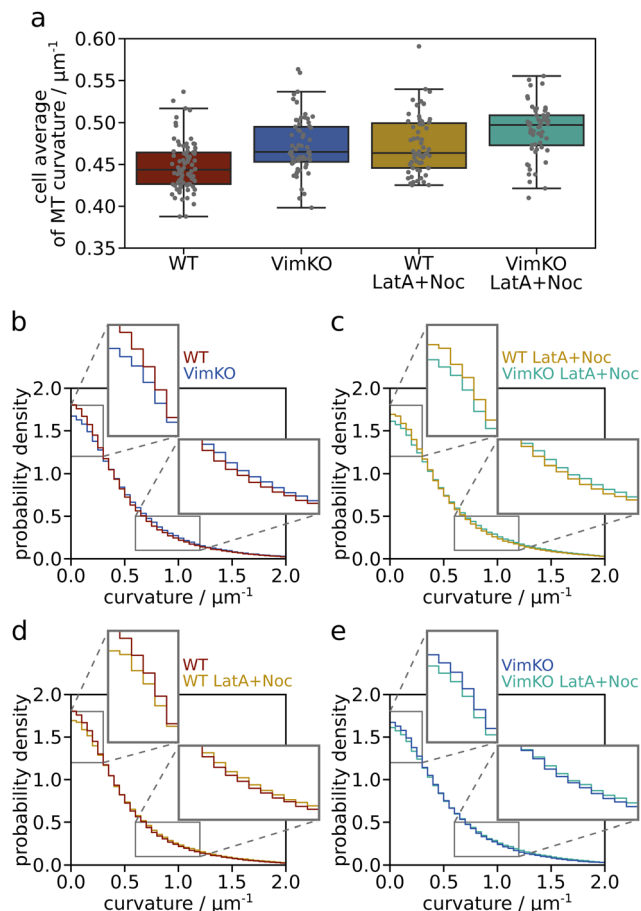 a
cell average
of MT curvature / μm⁻¹
0.60
0.55
0.50
0.45
0.40
0.35
WT
VimKO
WT
LatA+Noc
VimKO
LatA+Noc
b
WT
VimKO
probability density
2.0
1.5
1.0
0.5
0.0
0.0 0.5 1.0 1.5 2.0
curvature / μm⁻¹
c
WT LatA+Noc
VimKO LatA+Noc
probability density
2.0
1.5
1.0
0.5
0.0
0.0 0.5 1.0 1.5 2.0
curvature / μm⁻¹
d
WT
WT LatA+Noc
probability density
2.0
1.5
1.0
0.5
0.0
0.0 0.5 1.0 1.5 2.0
curvature / μm⁻¹
e
VimKO
VimKO LatA+Noc
probability density
2.0
1.5
1.0
0.5
0.0
0.0 0.5 1.0 1.5 2.0
curvature / μm⁻¹